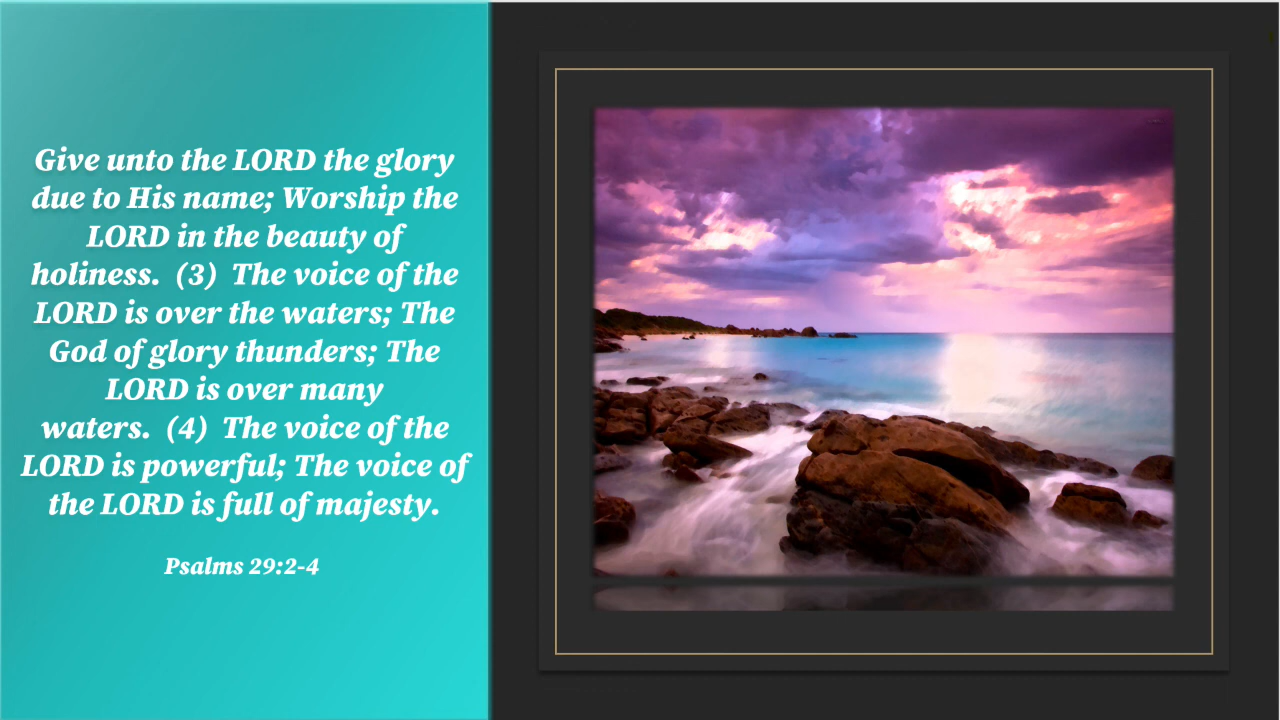 Give unto the LORD the glory
due to His name; Worship the
LORD in the beauty of
holiness.  (3)  The voice of the
LORD is over the waters; The
God of glory thunders; The
LORD is over many
waters.  (4)  The voice of the
LORD is powerful; The voice of
the LORD is full of majesty.
Psalms 29:2-4